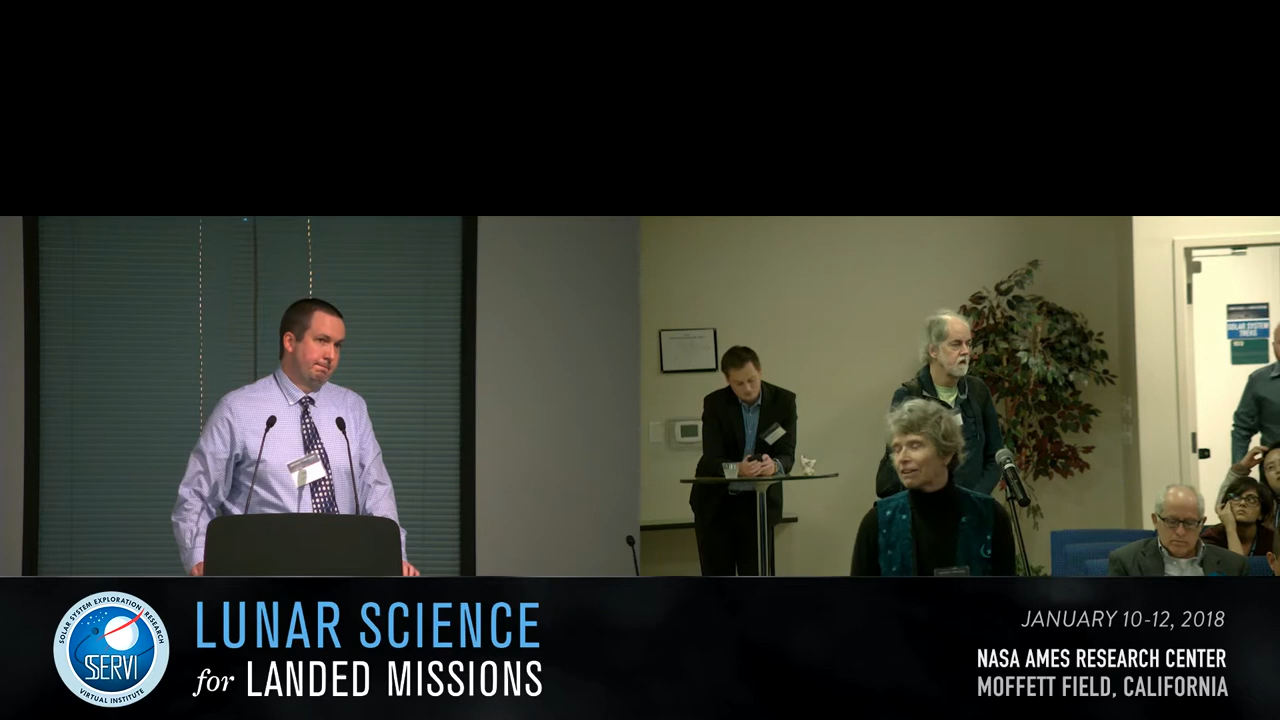 SOLAR SYSTEM
TREKS
SOLAR SYSTEM EXPLORATION RESEARCH
SSERVI
VIRTUAL INSTITUTE
LUNAR SCIENCE
for LANDED MISSIONS
JANUARY 10-12, 2018
NASA AMES RESEARCH CENTER
MOFFETT FIELD, CALIFORNIA